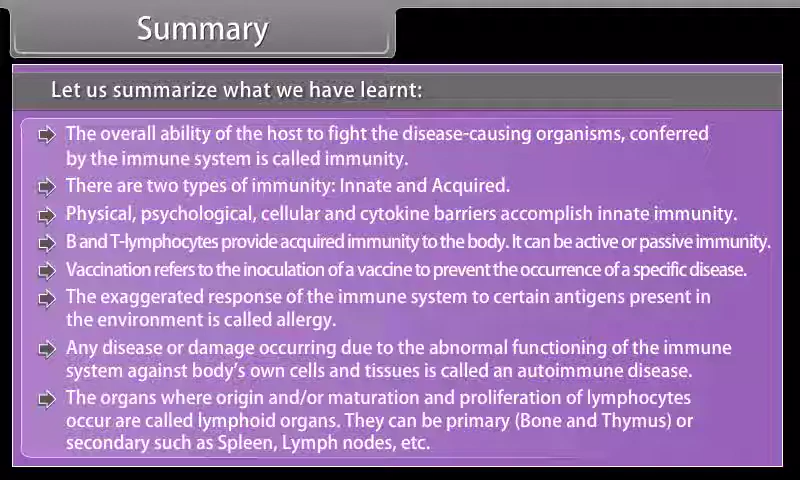 Summary
Let us summarize what we have learnt:
The overall ability of the host to fight the disease-causing organisms, conferred
by the immune system is called immunity.
There are two types of immunity: Innate and Acquired.
Physical, psychological, cellular and cytokine barriers accomplish innate immunity.
B and T-lymphocytes provide acquired immunity to the body. It can be active or passive immunity.
Vaccination refers to the inoculation of a vaccine to prevent the occurrence of a specific disease.
The exaggerated response of the immune system to certain antigens present in
the environment is called allergy.
Any disease or damage occurring due to the abnormal functioning of the immune
system against body's own cells and tissues is called an autoimmune disease.
The organs where origin and/or maturation and proliferation of lymphocytes
occur are called lymphoid organs. They can be primary (Bone and Thymus) or
secondary such as Spleen, Lymph nodes, etc.